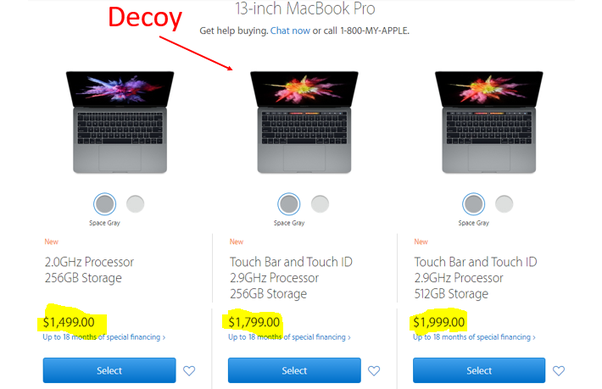 13-inch MacBook Pro
Decoy
Get help buying. Chat now or call 1-800-MY-APPLE.
Space Gray
Space Gray
Space Gray
New
New
New
2.0GHz Processor
256GB Storage
Touch Bar and Touch ID
2.9GHz Processor
256GB Storage
Touch Bar and Touch ID
2.9GHz Processor
512GB Storage
$1,499.00
$1,799.00
$1,999.00
Up to 18 months of special financing >
Up to 18 months of special financing >
Up to 18 months of special financing >
Select
Select
Select